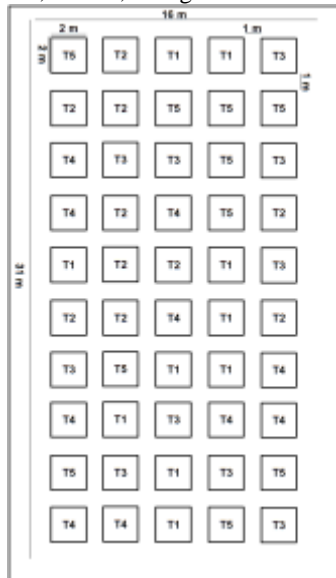 16 m
2 m 1 m
2 m
T5 T2 T1 T1 T3
1 m
T2 T2 T5 T5 T5
T4 T3 T3 T5 T3
T4 T2 T4 T5 T2
31 m
T1 T2 T2 T1 T3
T2 T2 T4 T1 T2
T3 T5 T1 T1 T4
T4 T1 T3 T4 T4
T5 T3 T1 T3 T5
T4 T4 T1 T5 T3